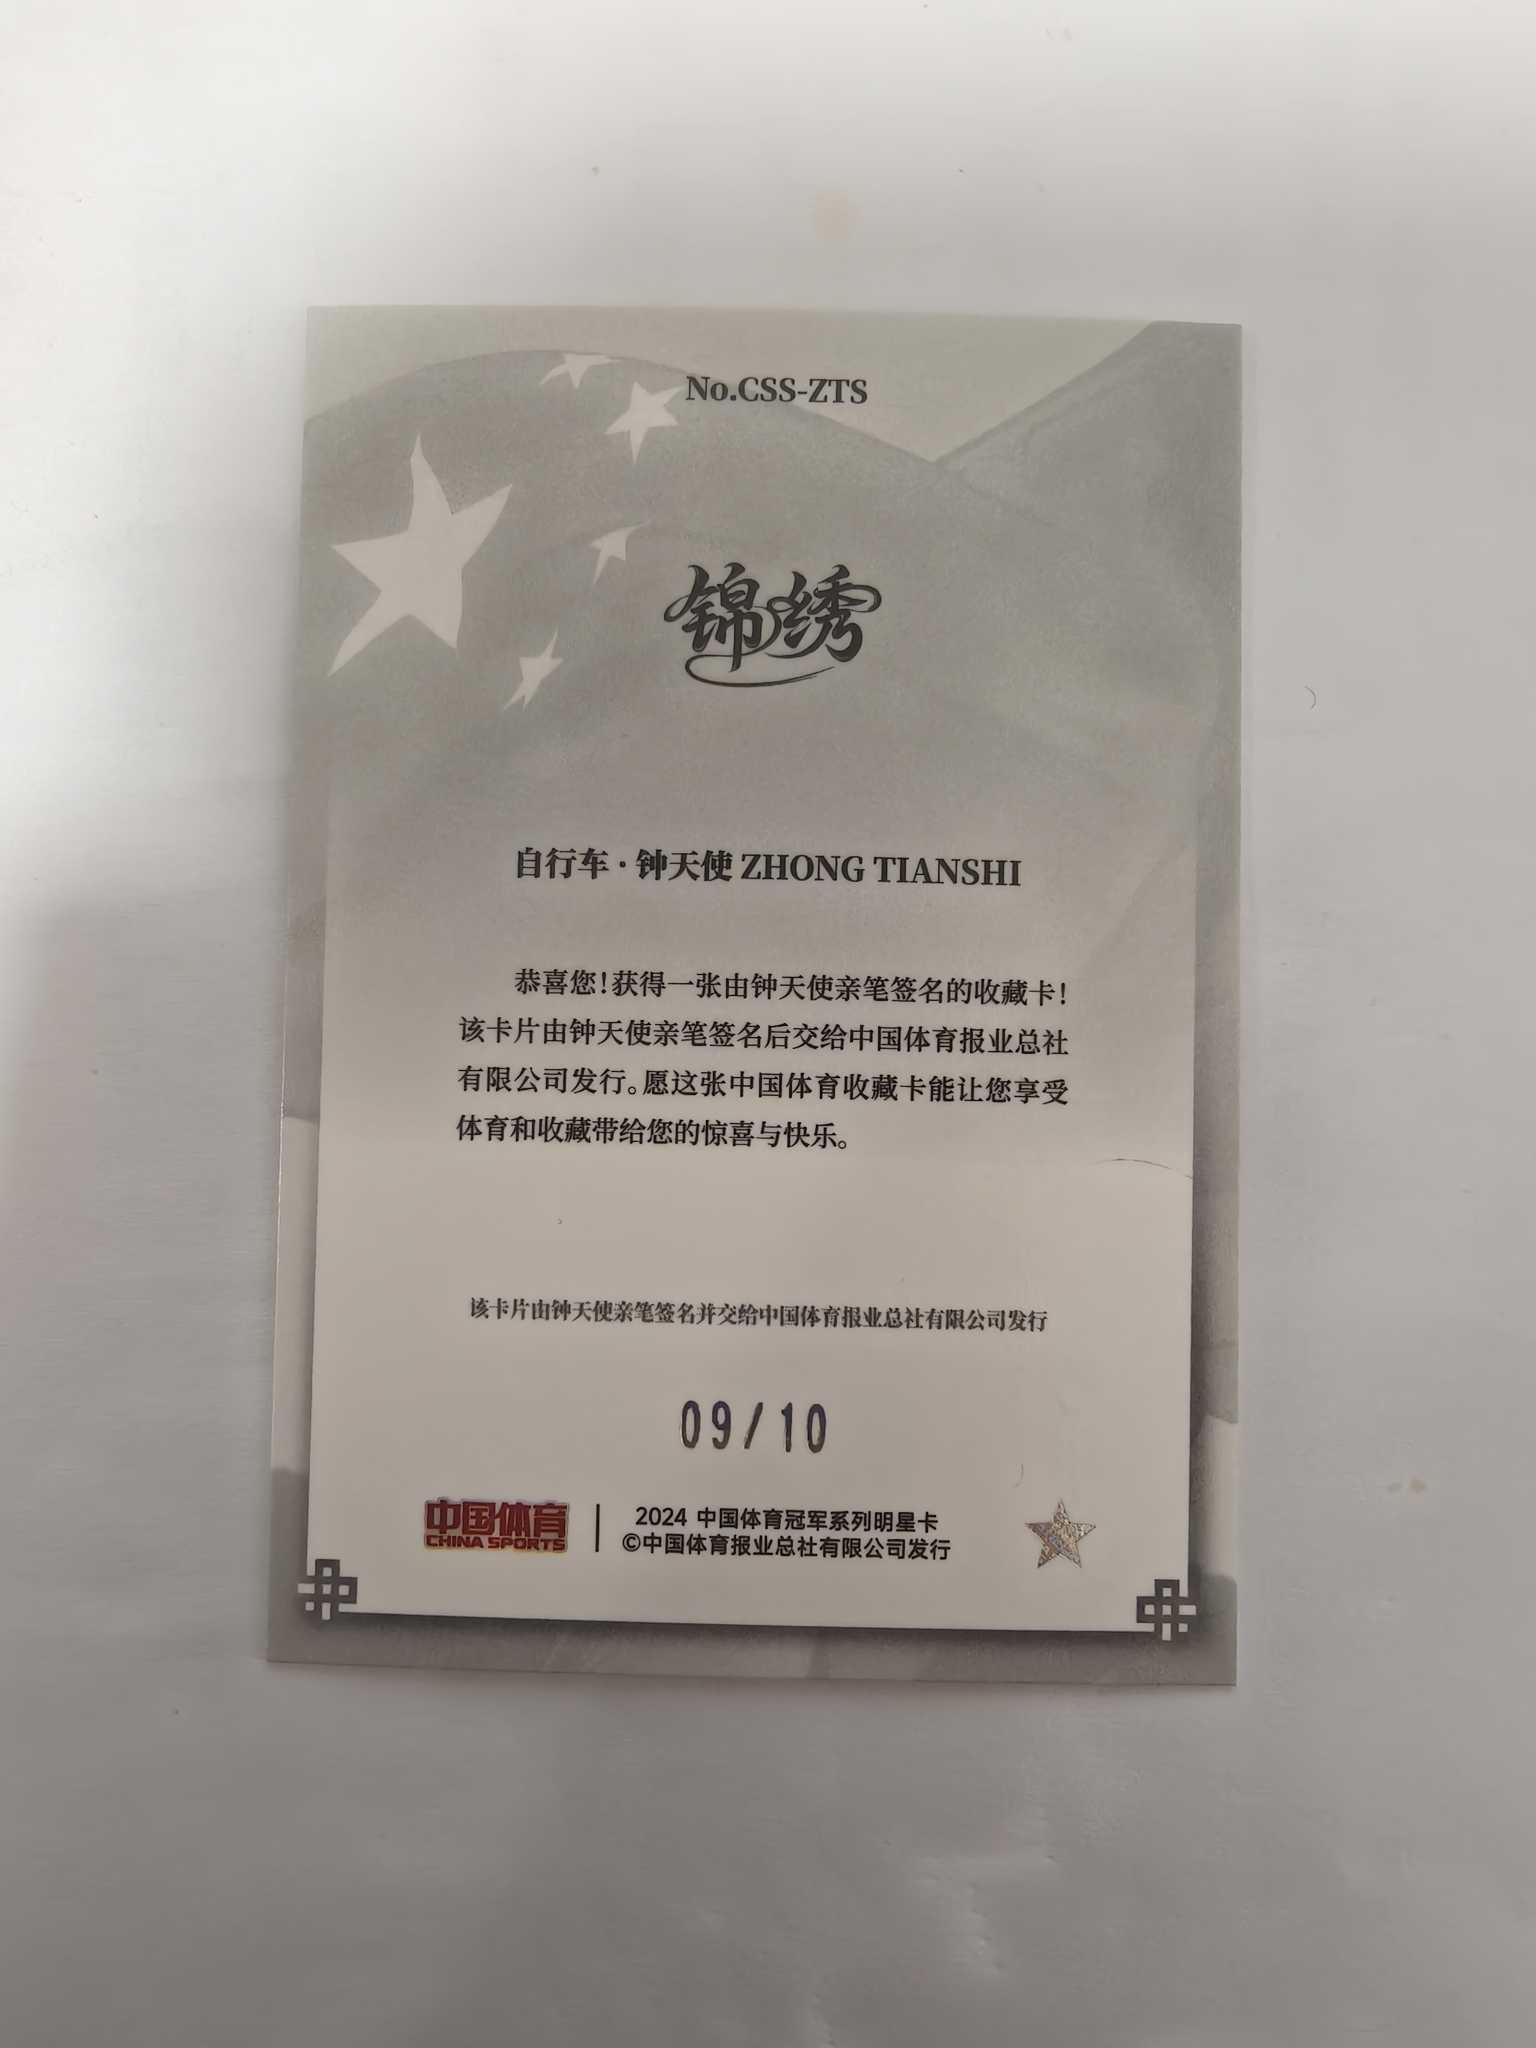 No.CSS-ZTS
锦绣
自行车·钟天使 ZHONG TIANSHI
恭喜您！获得一张由钟天使亲笔签名的收藏卡！
该卡片由钟天使亲笔签名后交给中国体育报业总社
有限公司发行。愿这张中国体育收藏卡能让您享受
体育和收藏带给您的惊喜与快乐。
该卡片由钟天使亲笔签名并交给中国体育报业总社有限公司发行
09/10
中国体育
CHINA SPORTS
2024 中国体育冠军系列明星卡
©中国体育报业总社有限公司发行